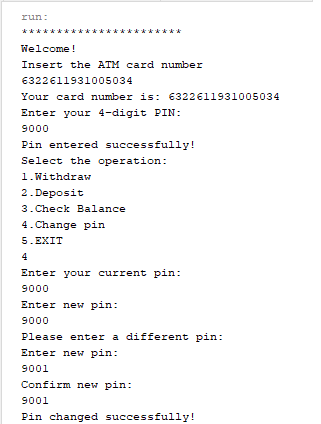 run:
***********************
Welcome!
Insert the ATM card number
6322611931005034
Your card number is: 6322611931005034
Enter your 4-digit PIN:
9000
Pin entered successfully!
Select the operation:
1.Withdraw
2.Deposit
3.Check Balance
4.Change pin
5.EXIT
4
Enter your current pin:
9000
Enter new pin:
9000
Please enter a different pin:
Enter new pin:
9001
Confirm new pin:
9001
Pin changed successfully!